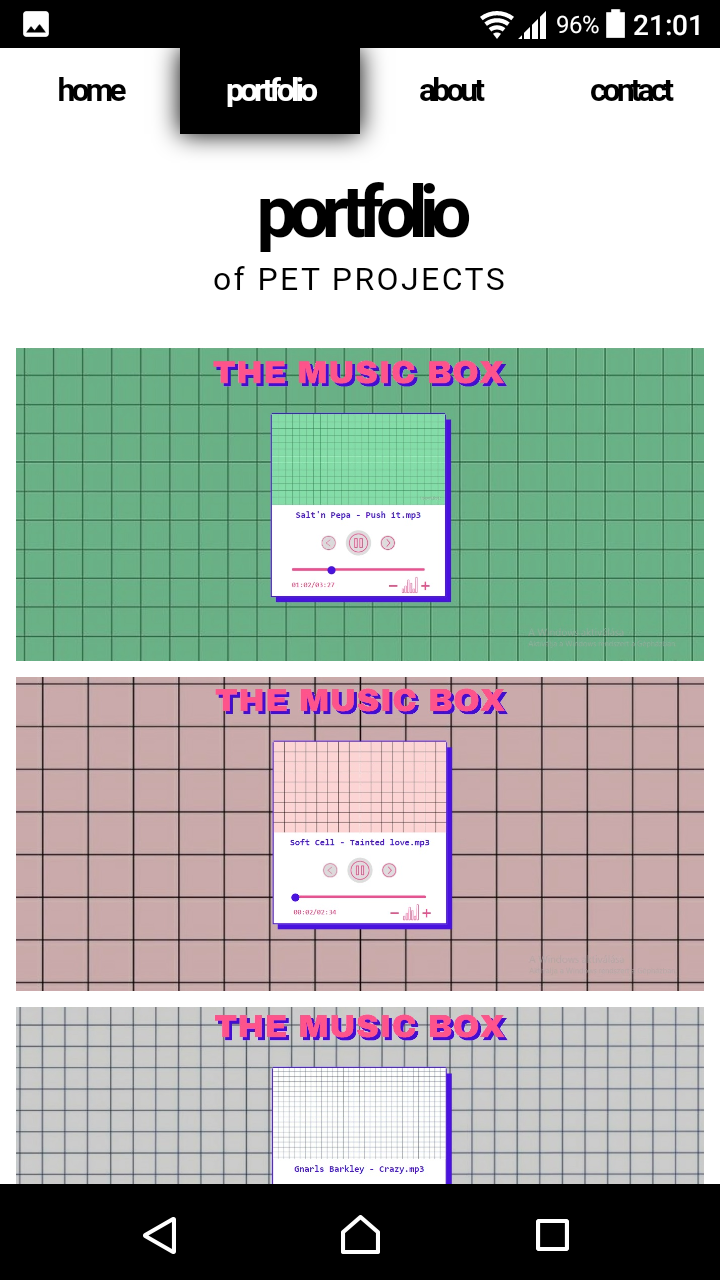 96% 21:01
home portfolio about contact
portfolio
of PET PROJECTS
THE MUSIC BOX
Salt'n Pepa - Push it.mp3
01:02/03:27
THE MUSIC BOX
Soft Cell - Tainted love.mp3
00:02/02:34
THE MUSIC BOX
Gnarls Barkley - Crazy.mp3